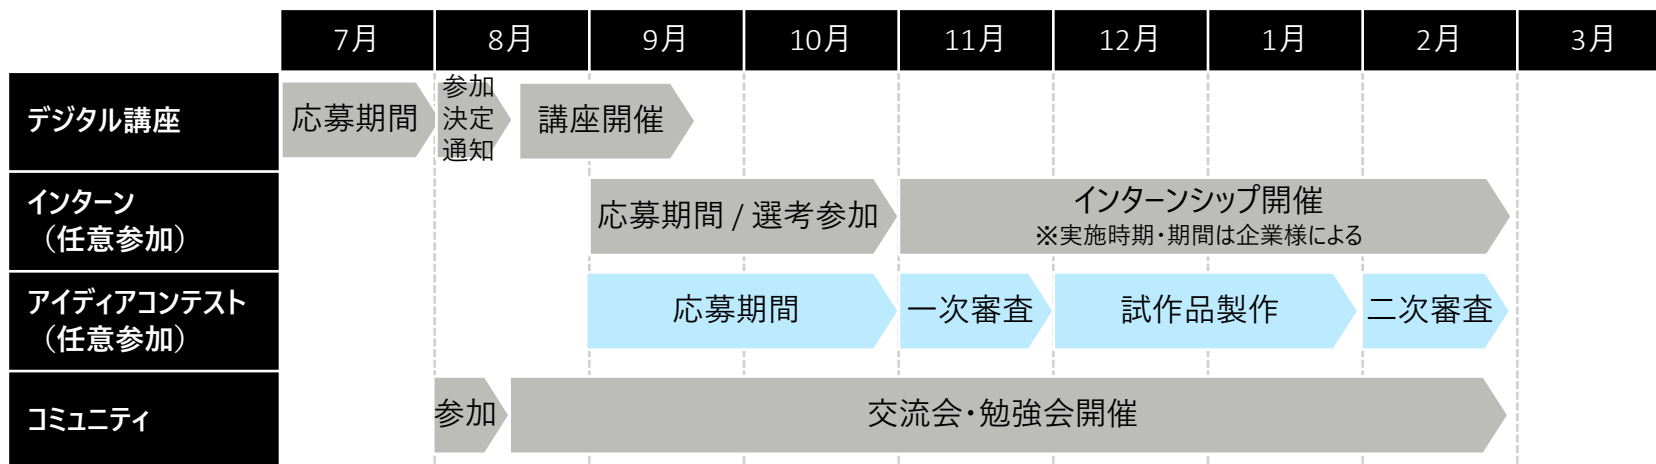 7月 8月 9月 10月 11月 12月 1月 2月 3月
デジタル講座
応募期間
参加
決定
通知
講座開催
インターン
（任意参加）
応募期間 / 選考参加
インターンシップ開催
※実施時期・期間は企業様による
アイディアコンテスト
（任意参加）
応募期間
一次審査
試作品製作
二次審査
コミュニティ
参加
交流会・勉強会開催